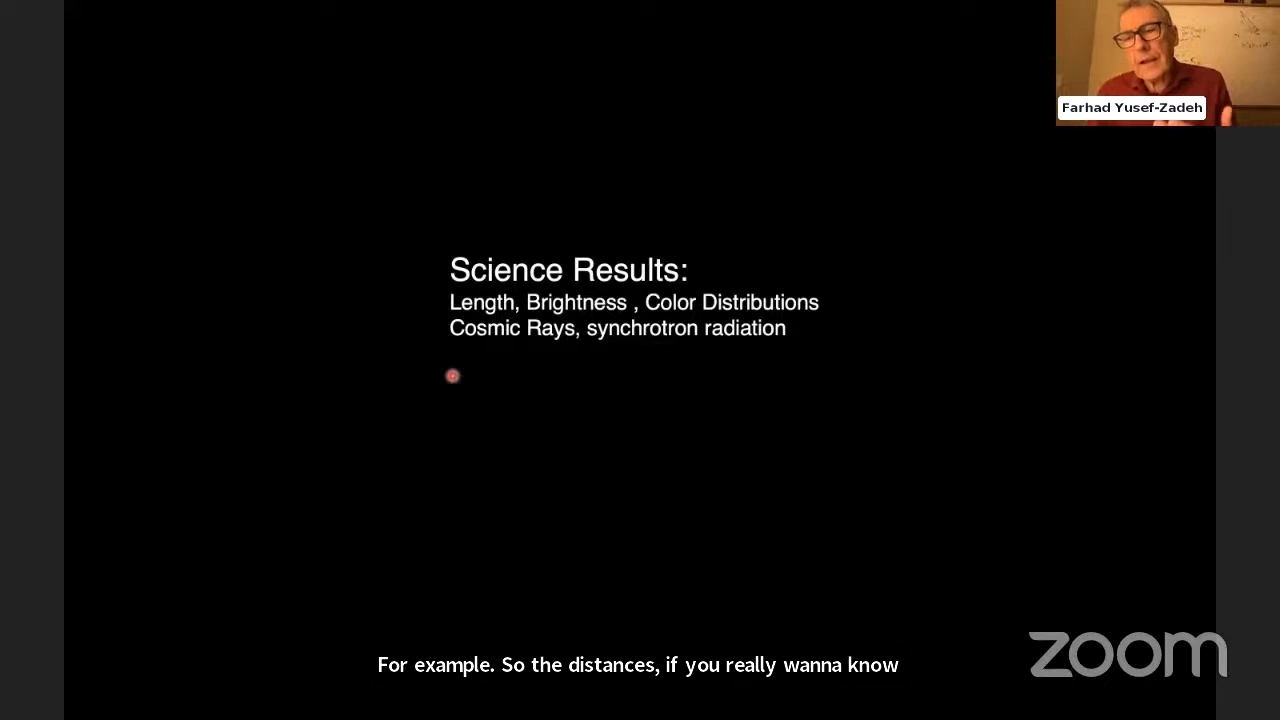 Farhad Yusef-Zadeh
Science Results:
Length, Brightness , Color Distributions
Cosmic Rays, synchrotron radiation
For example. So the distances, if you really wanna know
zoom